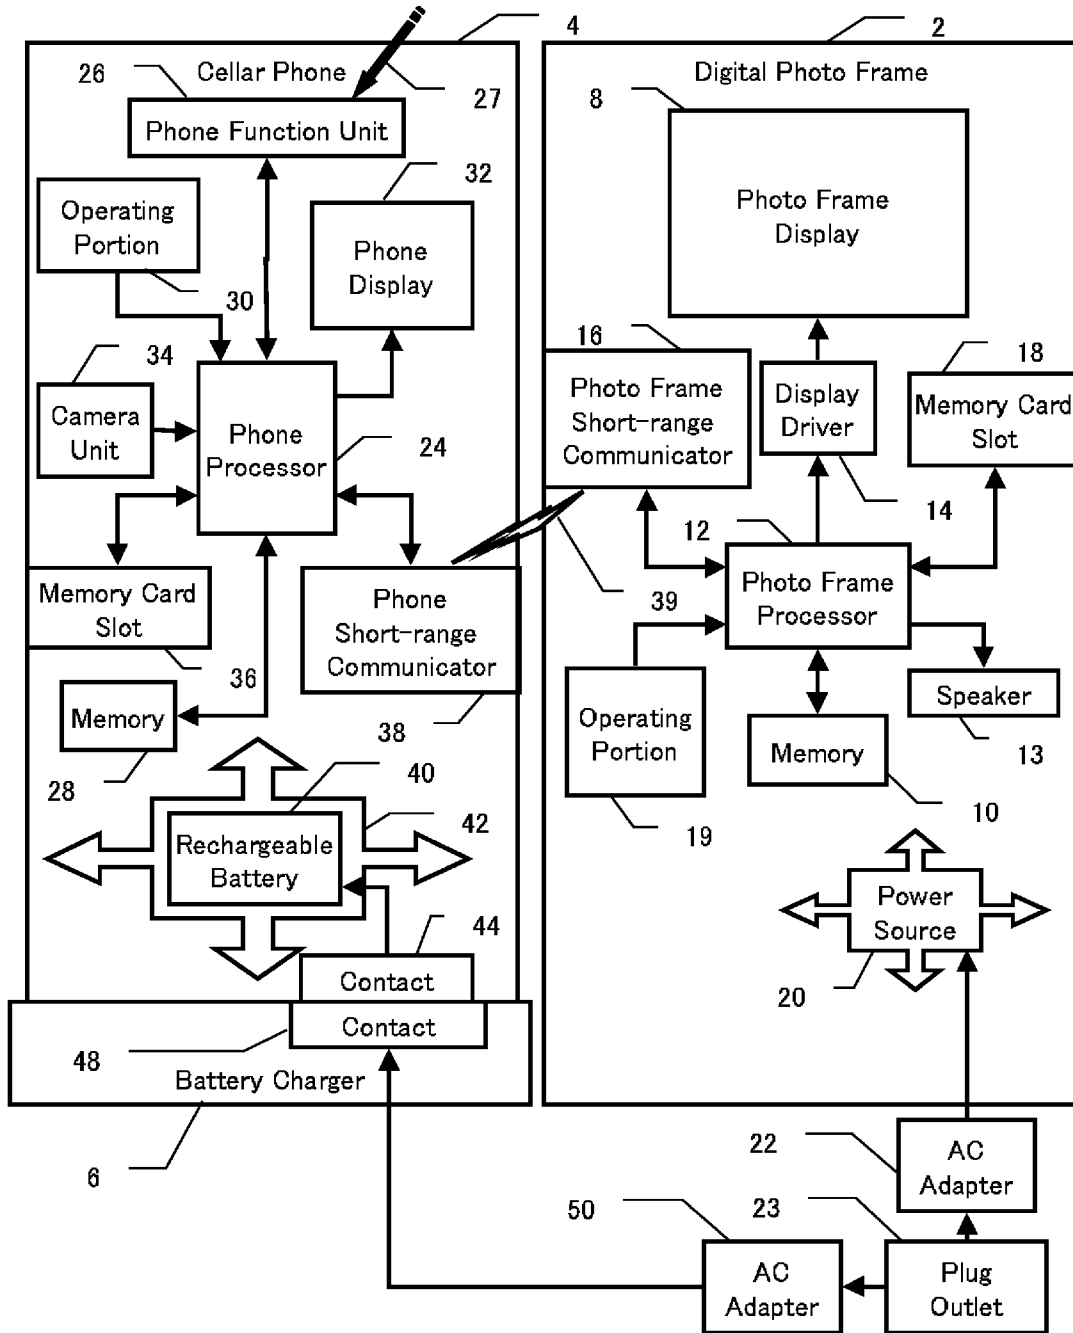 4
2
Cellar Phone
Digital Photo Frame
26
27
8
Phone Function Unit
32
Operating
Portion
Phone
Display
Photo Frame
Display
30
16
34
18
Camera
Unit
Phone
Processor
24
Photo Frame
Short-range
Communicator
Display
Driver
Memory Card
Slot
14
12
Memory Card
Slot
Phone
Short-range
Communicator
39
Photo Frame
Processor
36
Memory
38
Operating
Portion
Memory
Speaker
13
28
40
42
19
10
Rechargeable
Battery
Power
Source
44
20
Contact
Contact
48
Battery Charger
6
22
AC
Adapter
50
23
AC
Adapter
Plug
Outlet